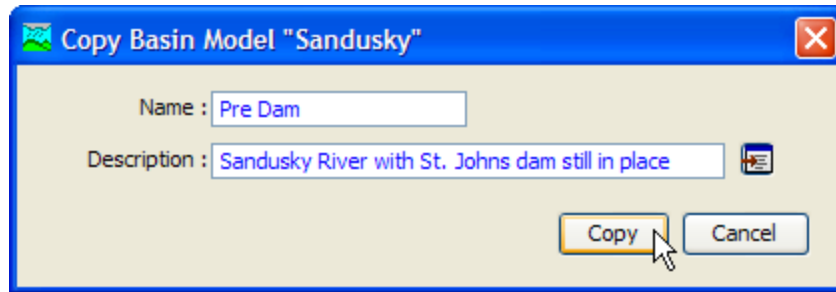 Copy Basin Model "Sandusky"
Name : Pre Dam
Description : Sandusky River with St. Johns dam still in place
Copy Cancel